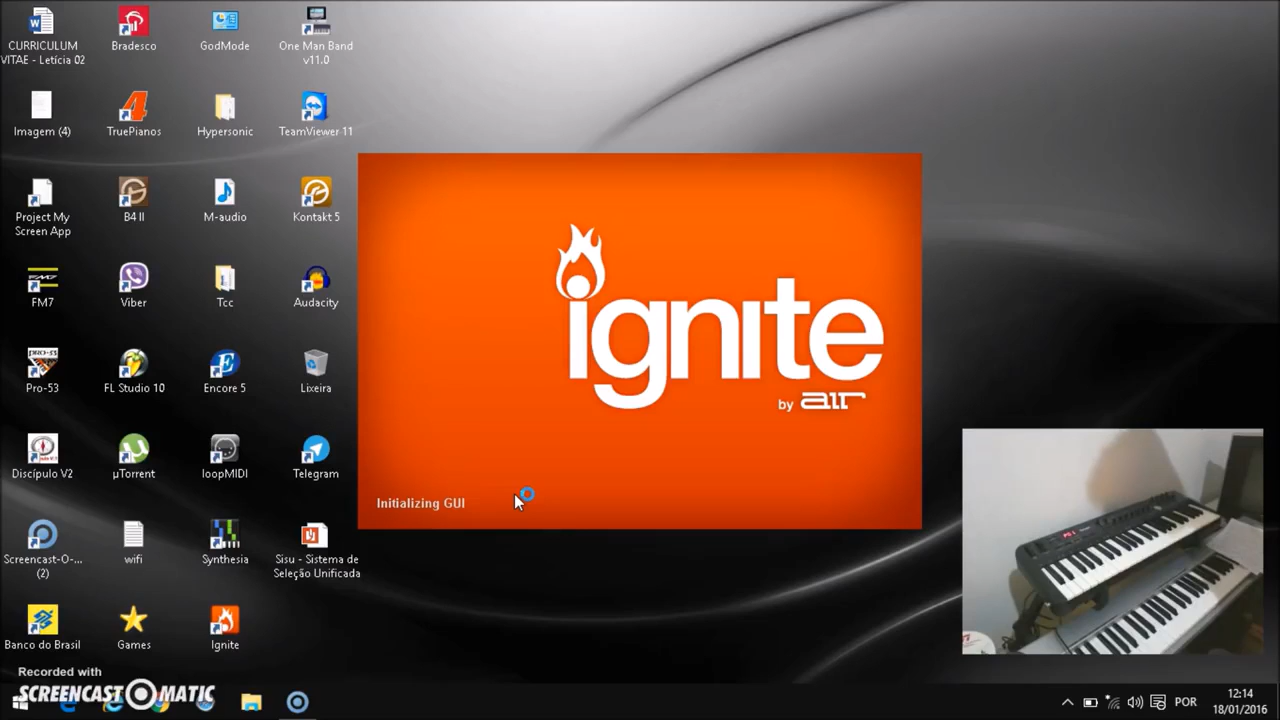 CURRICULUM
VITAE - Letícia 02
Bradesco
GodMode
One Man Band
v11.0
Imagem (4)
TruePianos
Hypersonic
TeamViewer 11
Project My
Screen App
B4 II
M-audio
Kontakt 5
FM7
FM7
Viber
Tcc
Audacity
PRO-53
Pro-53
FL Studio 10
Encore 5
Lixeira
Discípulo V2
µTorrent
loopMIDI
Telegram
Screencast-O-...
(2)
wifi
Synthesia
Sisu - Sistema de
Seleção Unificada
Banco do Brasil
Games
Ignite
ignite
by air
Initializing GUI
Recorded with
SCREENCAST-O-MATIC
POR
12:14
18/01/2016